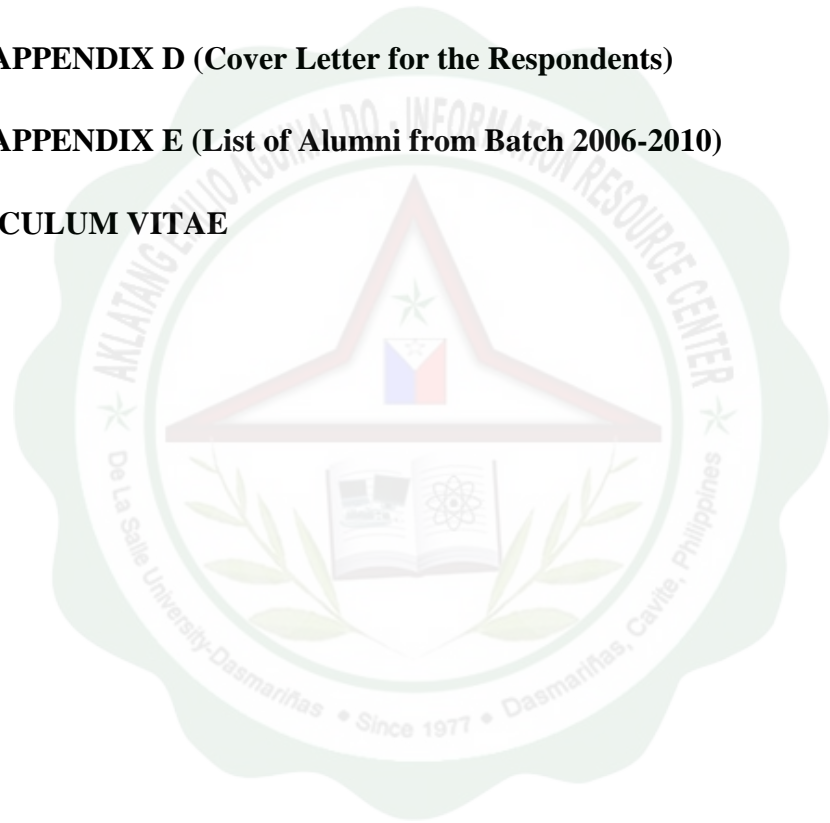 APPENDIX D (Cover Letter for the Respondents)
APPENDIX E (List of Alumni from Batch 2006-2010)
CULUM VITAE
AKLATANG EMILIO AGUINALDO - INFORMATION RESOURCE CENTER
De La Salle University-Dasmariñas • Since 1977 • Dasmariñas, Cavite, Philippines